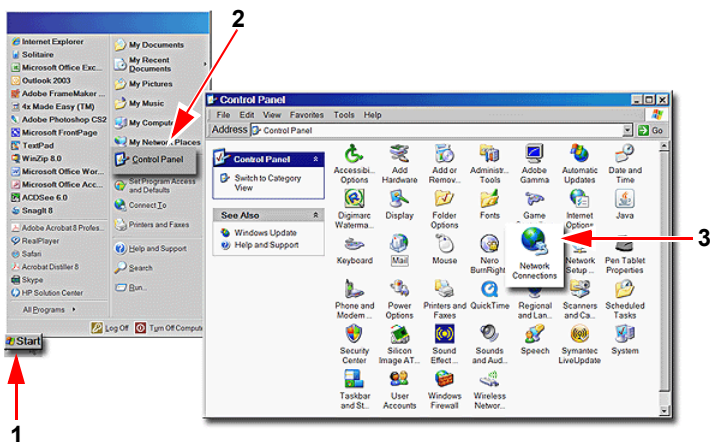 2
Internet Explorer
Solitaire
Microsoft Office Exc...
Outlook 2003
Adobe FrameMaker ...
4x Made Easy (TM)
Adobe Photoshop CS2
Microsoft FrontPage
TextPad
WinZip 8.0
Microsoft Office Wor...
Microsoft Office Acc...
ACDSee 6.0
SnagIt 8
Adobe Acrobat 8 Profes...
RealPlayer
Safari
Acrobat Distiller 8
Skype
HP Solution Center
All Programs
My Documents
My Recent
Documents
My Pictures
My Music
My Compute
My Network Places
Control Panel
Set Program Access
and Defaults
Connect To
Printers and Faxes
Help and Support
Search
Run...
Log Off
Turn Off Comput
Start
1
Control Panel
File Edit View Favorites Tools Help
Address Control Panel
Go
Control Panel
Switch to Category
View
See Also
Windows Update
Help and Support
Accessibi...
Options
Add
Hardware
Add or
Remov...
Administr...
Tools
Adobe
Gamma
Automatic
Updates
Date and
Time
Digimarc
Waterma...
Display
Folder
Options
Fonts
Game
Internet
Options
Java
Keyboard
Mail
Mouse
Nero
BurnRight
Network
Connections
Network
Setup ...
Pen Tablet
Properties
3
Phone and
Modem ...
Power
Options
Printers and
Faxes
QuickTime
Regional
and Lan...
Scanners
and Ca...
Scheduled
Tasks
Security
Center
Silicon
Image AT...
Sound
Effect ...
Sounds
and Aud...
Speech
Symantec
LiveUpdate
System
Taskbar
and St...
User
Accounts
Windows
Firewall
Wireless
Networ...